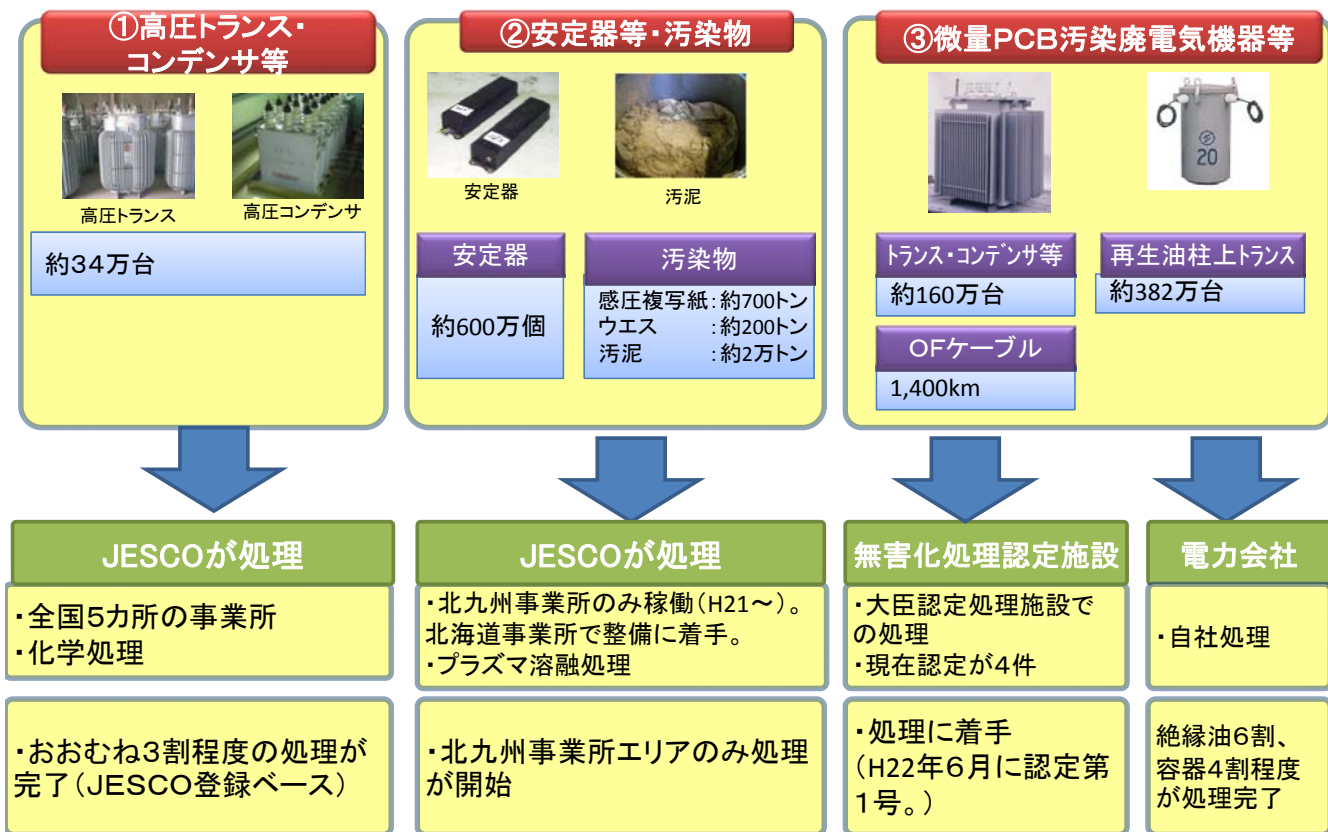 ①高圧トランス・
コンデンサ等
高圧トランス
高圧コンデンサ
約34万台
②安定器等・汚染物
安定器
汚泥
安定器
約600万個
汚染物
感圧複写紙：約700トン
ウエス　　：約200トン
汚泥　　　：約2万トン
③微量PCB汚染廃電気機器等
20
トランス・コンデンサ等
約160万台
再生油柱上トランス
約382万台
OFケーブル
1,400km
JESCOが処理
・全国5カ所の事業所
・化学処理
・おおむね3割程度の処理が
完了（JESCO登録ベース）
JESCOが処理
・北九州事業所のみ稼働（H21～）。
北海道事業所で整備に着手。
・プラズマ溶融処理
・北九州事業所エリアのみ処理
が開始
無害化処理認定施設
・大臣認定処理施設で
の処理
・現在認定が4件
・処理に着手
（H22年6月に認定第
1号。）
電力会社
・自社処理
絶縁油6割、
容器4割程度
が処理完了